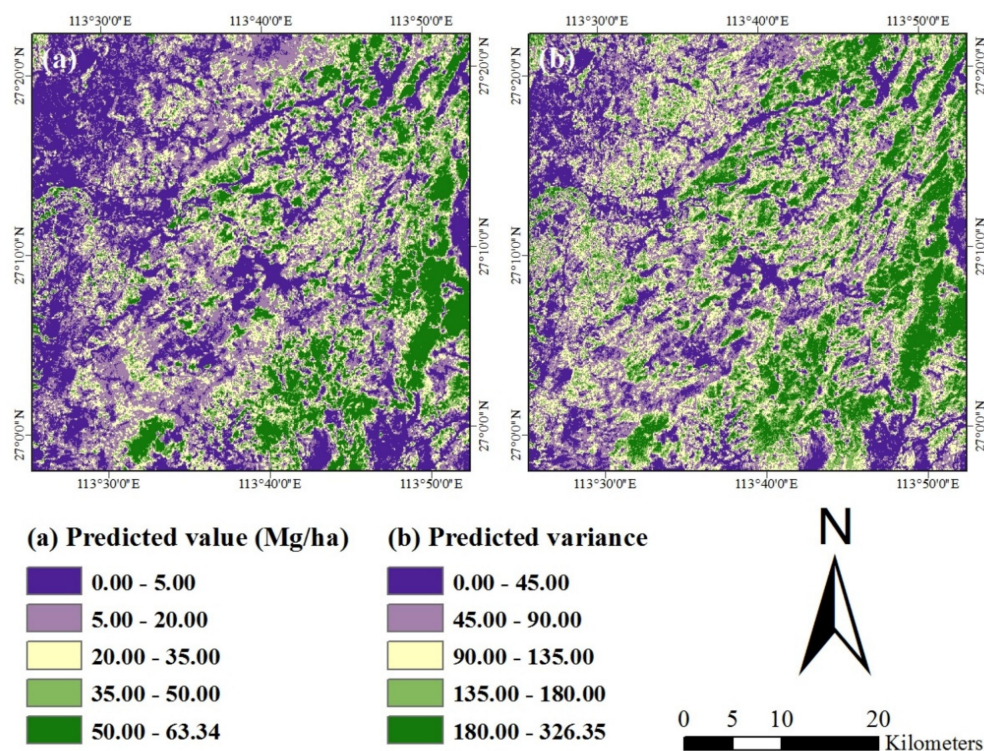 113°30'0"E 113°40'0"E 113°50'0"E 113°30'0"E 113°40'0"E 113°50'0"E
(a) (b)
27°20'0"N 27°20'0"N 27°20'0"N 27°20'0"N
27°10'0"N 27°10'0"N 27°10'0"N 27°10'0"N
27°0'0"N 27°0'0"N 27°0'0"N 27°0'0"N
113°30'0"E 113°40'0"E 113°50'0"E 113°30'0"E 113°40'0"E 113°50'0"E
(a) Predicted value (Mg/ha)
0.00 - 5.00
5.00 - 20.00
20.00 - 35.00
35.00 - 50.00
50.00 - 63.34
(b) Predicted variance
0.00 - 45.00
45.00 - 90.00
90.00 - 135.00
135.00 - 180.00
180.00 - 326.35
N
0 5 10 20
Kilometers